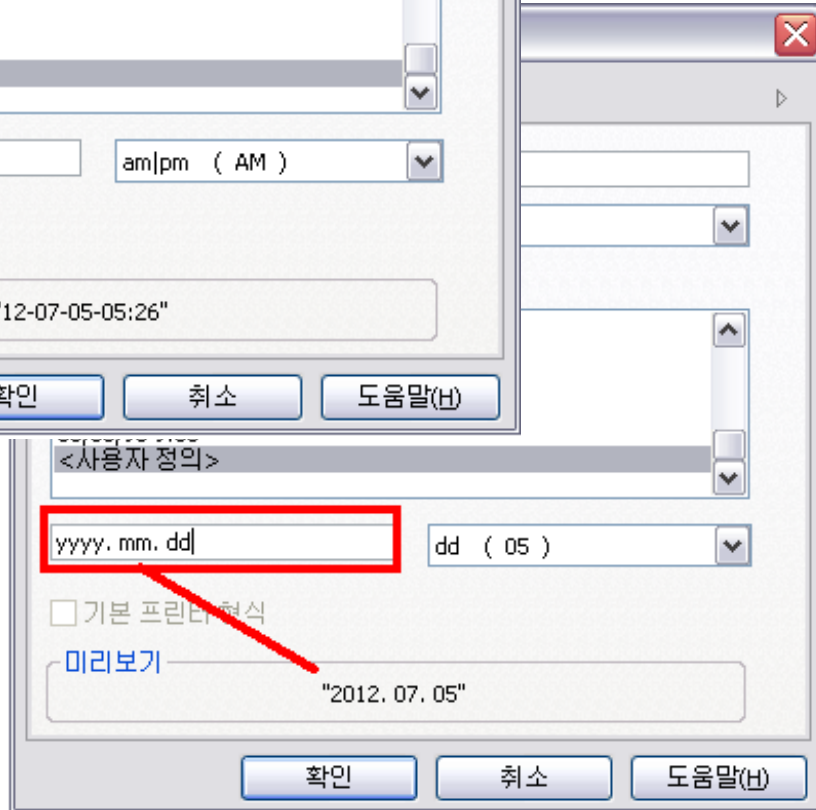 am|pm ( AM )
12-07-05-05:26"
확인
취소
도움말(H)
<사용자 정의>
yyyy. mm. dd
dd ( 05 )
기본 프린터 형식
미리보기
"2012. 07. 05"
확인
취소
도움말(H)